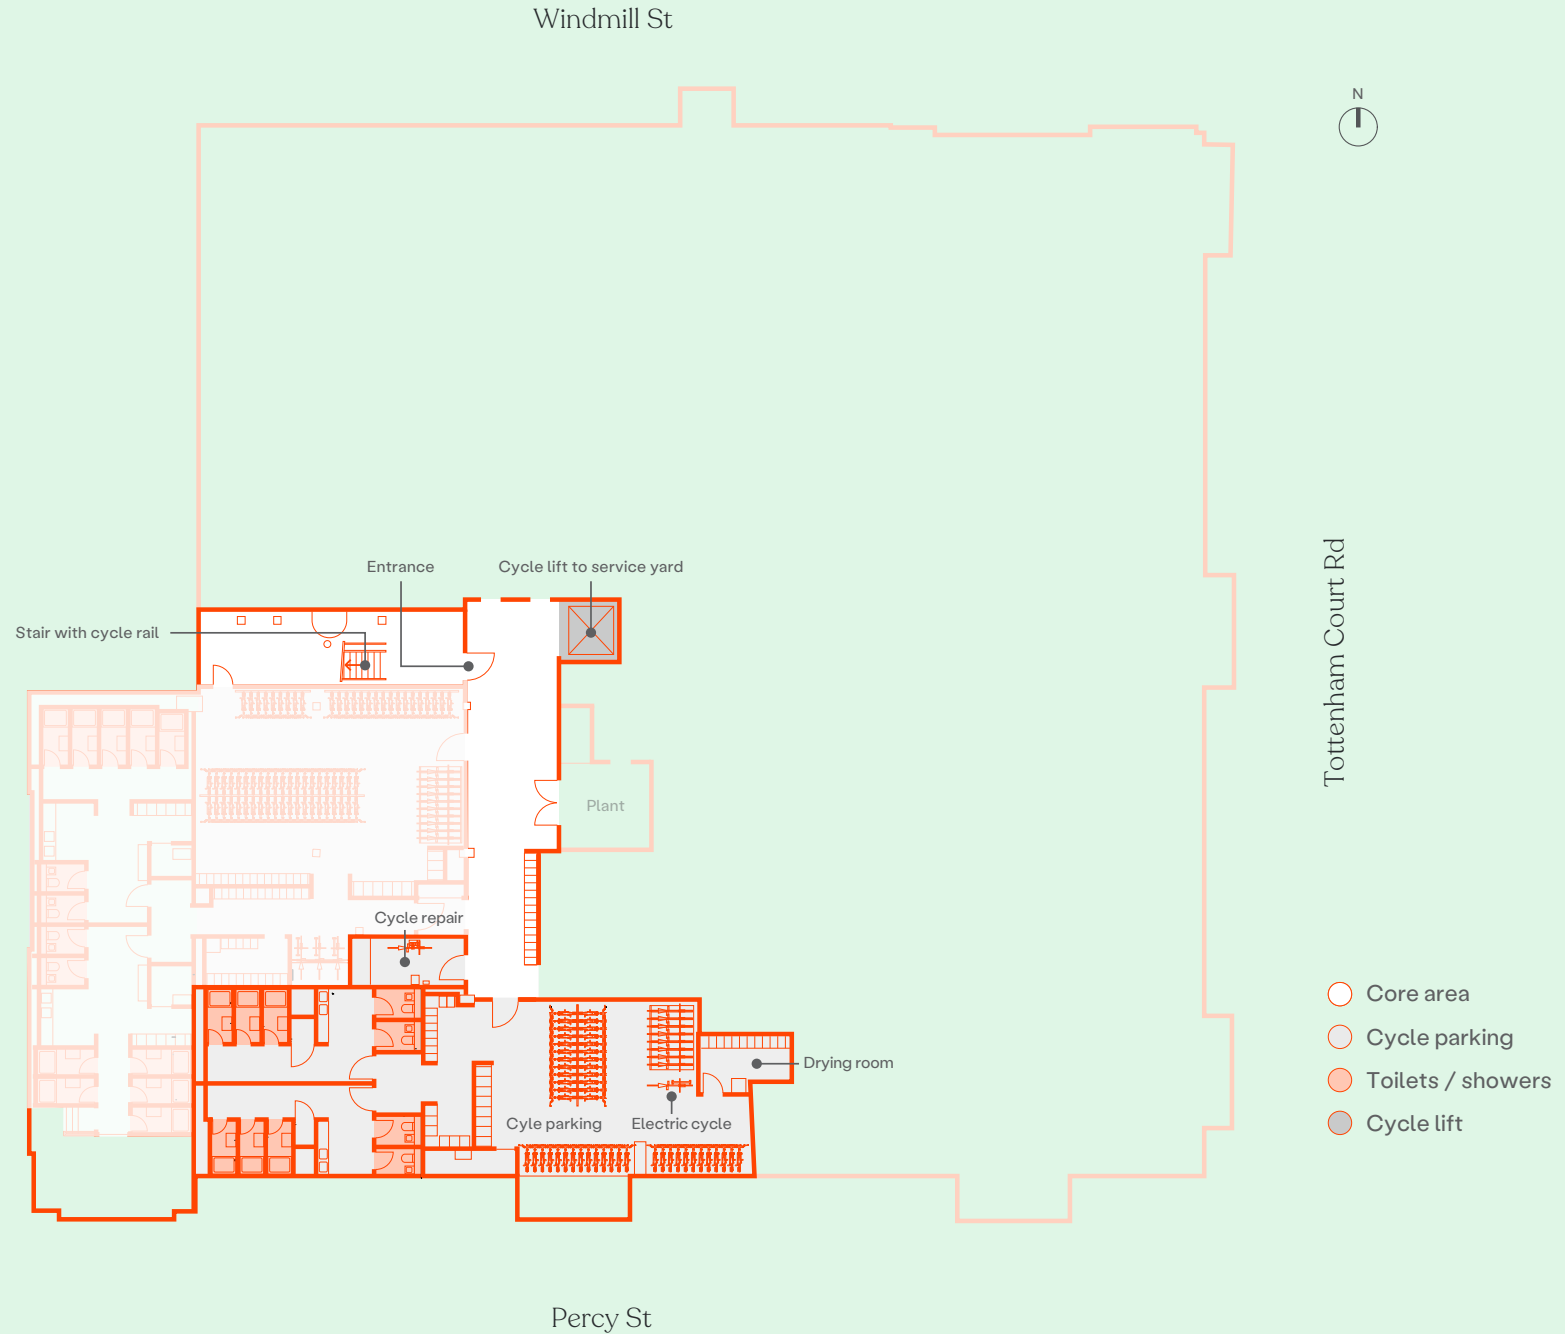 Windmill St
N
Entrance
Cycle lift to service yard
Stair with cycle rail
Tottenham Court Rd
Plant
Cycle repair
Core area
Cycle parking
Drying room
Toilets / showers
Cyle parking
Electric cycle
Cycle lift
Percy St